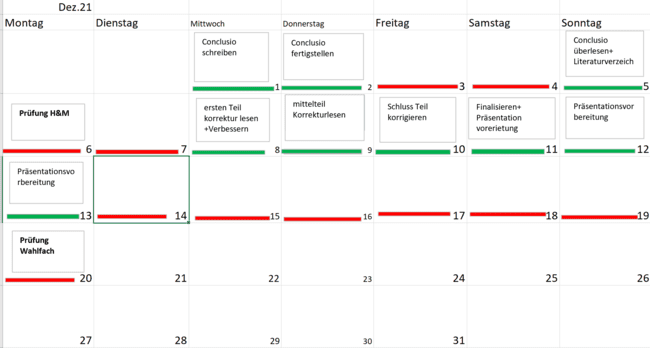 Dez.21
Montag Dienstag Mittwoch Donnerstag Freitag Samstag Sonntag
Conclusio
schreiben
1
Conclusio
fertigstellen
2
3
4
Conclusio
überlesen+
Literaturverzeich
5
Prüfung H&M
6
7
ersten Teil
korrektur lesen
+Verbessern
8
mittelteil
Korrekturlesen
9
Schluss Teil
korrigieren
10
Finalisieren+
Präsentation
vorerietung
11
Präsentationsvor
bereitung
12
Präsentationsvo
rbereitung
13
14
15
16
17
18
19
Prüfung
Wahlfach
20
21
22
23
24
25
26
27
28
29
30
31